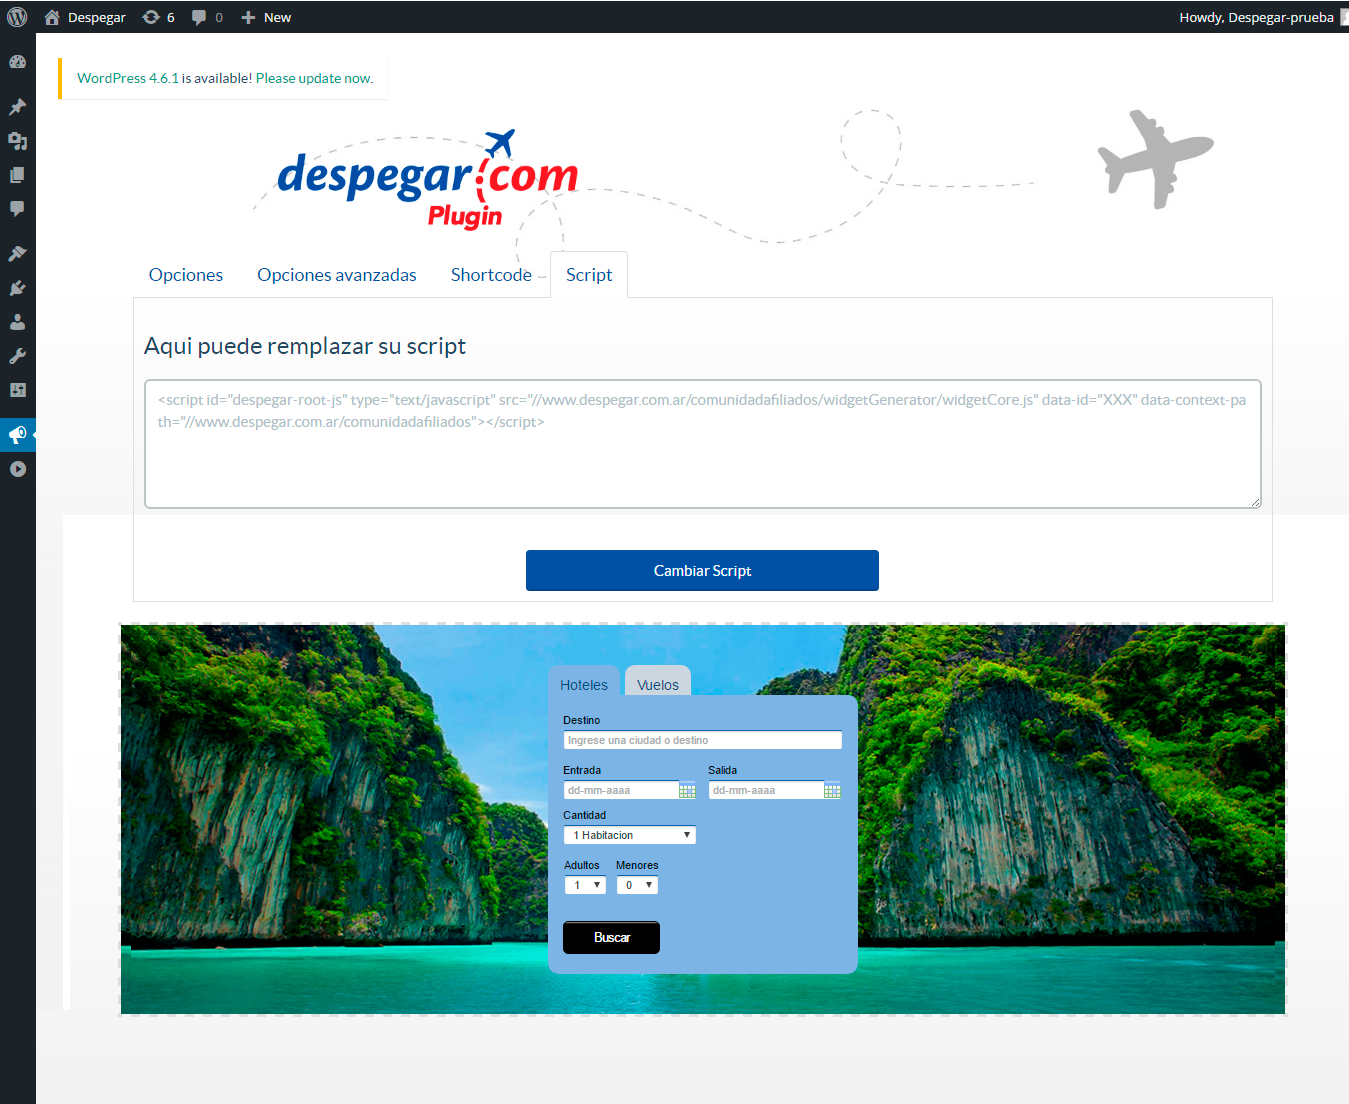 Despegar 6 0 New Howdy, Despegar-prueba
WordPress 4.6.1 is available! Please update now.
despegar.com
Plugin
Opciones Opciones avanzadas Shortcode Script
Aqui puede remplazar su script
<script id="despegar-root-js" type="text/javascript" src="//www.despegar.com.ar/comunidadafiliados/widgetGenerator/widgetCore.js" data-id="XXX" data-context-pa
th="//www.despegar.com.ar/comunidadafiliados"></script>
Cambiar Script
Hoteles Vuelos
Destino
Ingrese una ciudad o destino
Entrada Salida
dd-mm-aaaa dd-mm-aaaa
Cantidad
1 Habitacion
Adultos Menores
1 0
Buscar